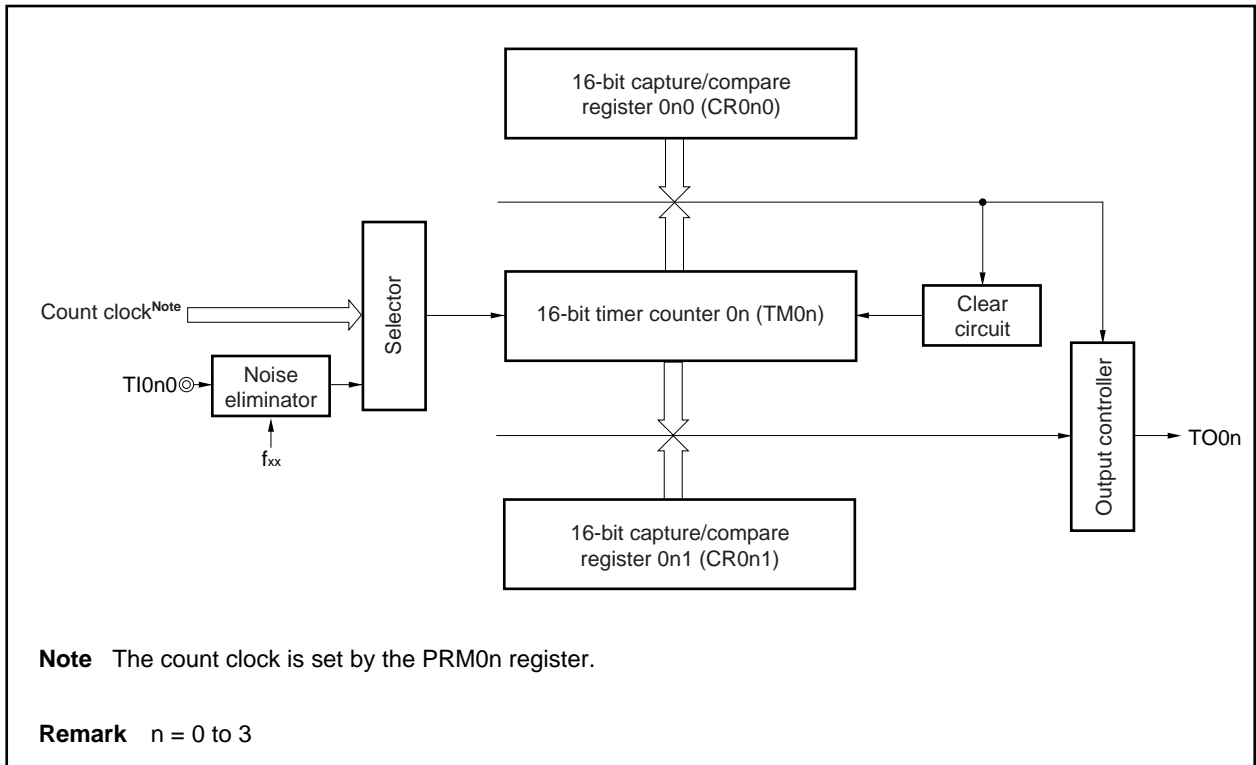 16-bit capture/compare
register 0n0 (CR0n0)
Count clockNote
Selector
16-bit timer counter 0n (TM0n)
Clear
circuit
TI0n0
Noise
eliminator
fxx
Output controller
TO0n
16-bit capture/compare
register 0n1 (CR0n1)
Note The count clock is set by the PRM0n register.
Remark n = 0 to 3